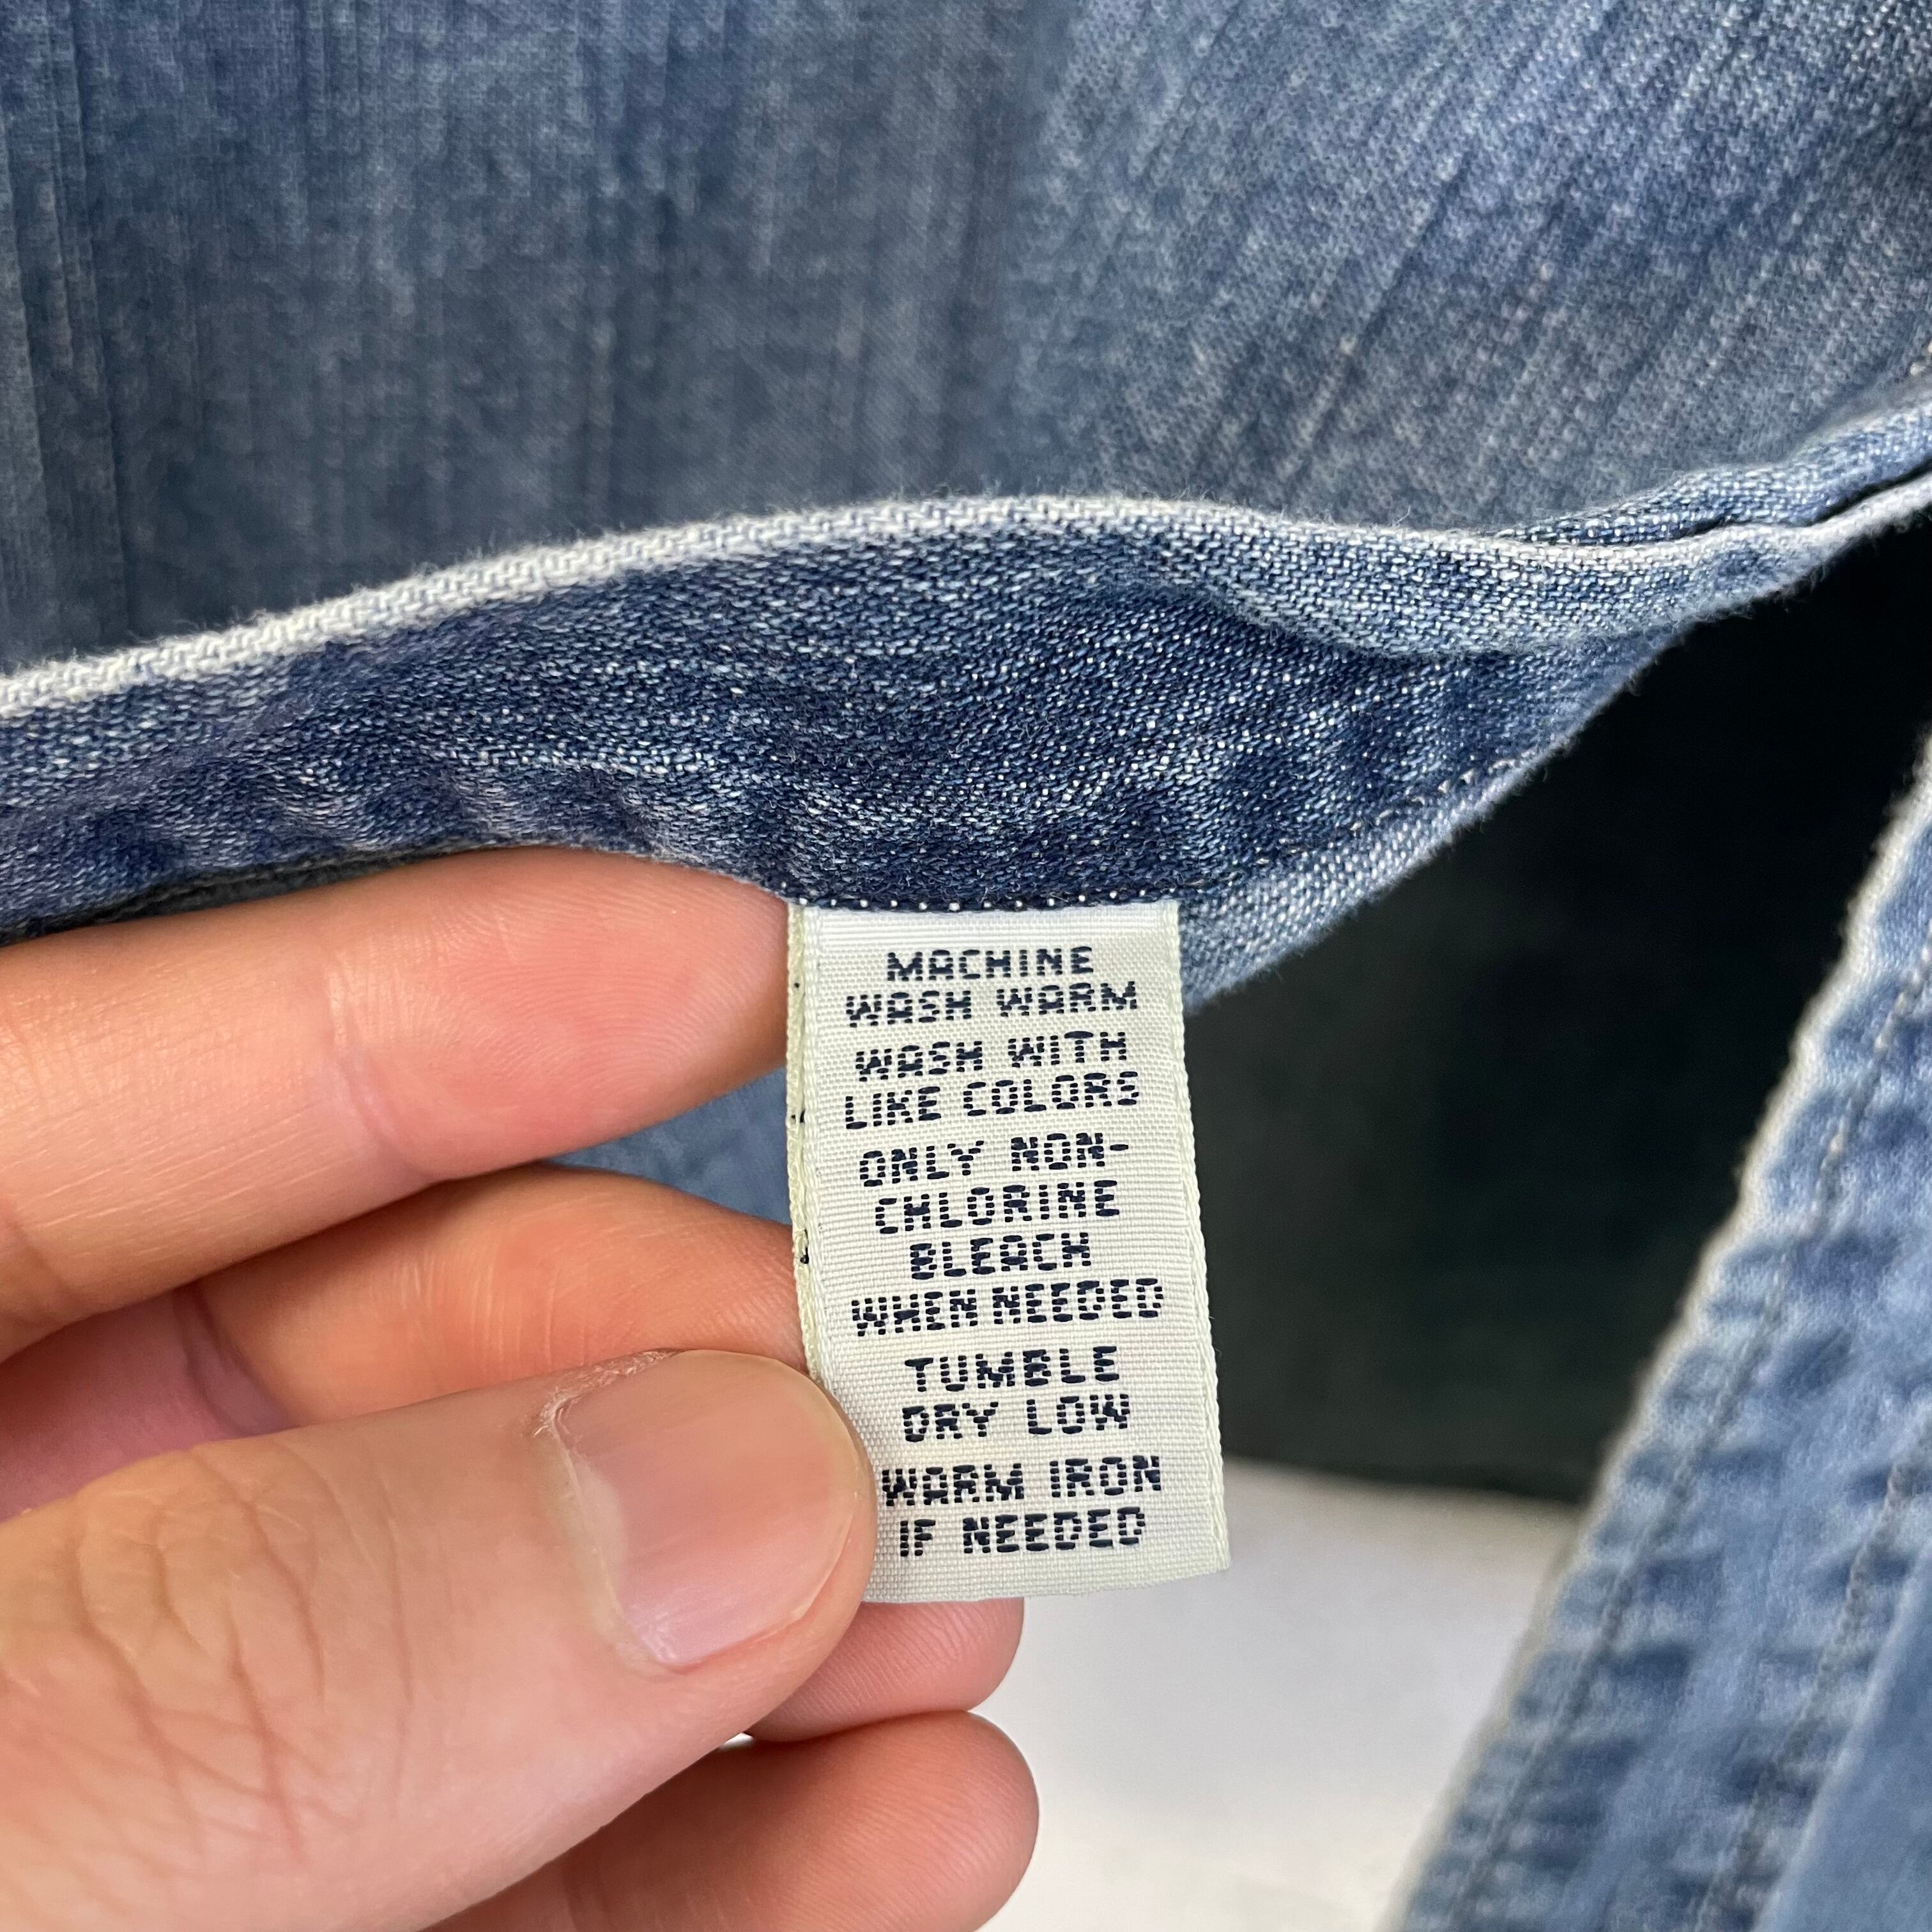 MACHINE
WASH WARM
WASH WITH
LIKE COLORS
ONLY NON-
CHLORINE
BLEACH
WHEN NEEDED
TUMBLE
DRY LOW
WARM IRON
IF NEEDED